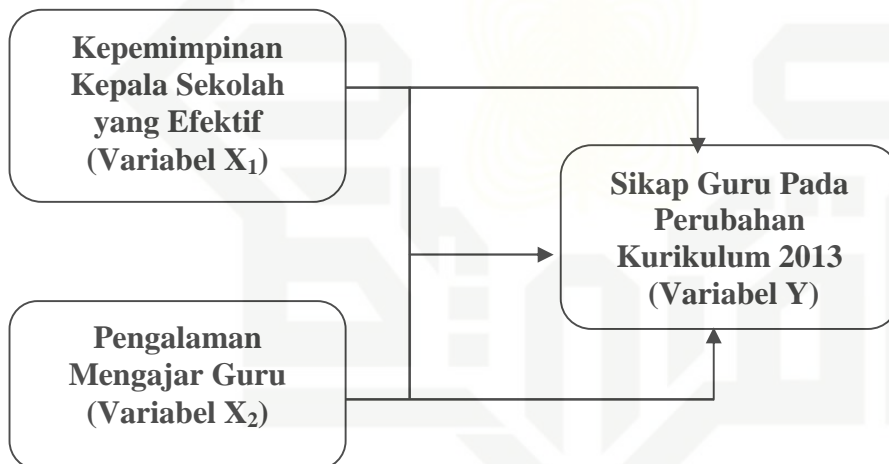 Kepemimpinan
Kepala Sekolah
yang Efektif
(Variabel X₁)
Sikap Guru Pada
Perubahan
Kurikulum 2013
(Variabel Y)
Pengalaman
Mengajar Guru
(Variabel X₂)